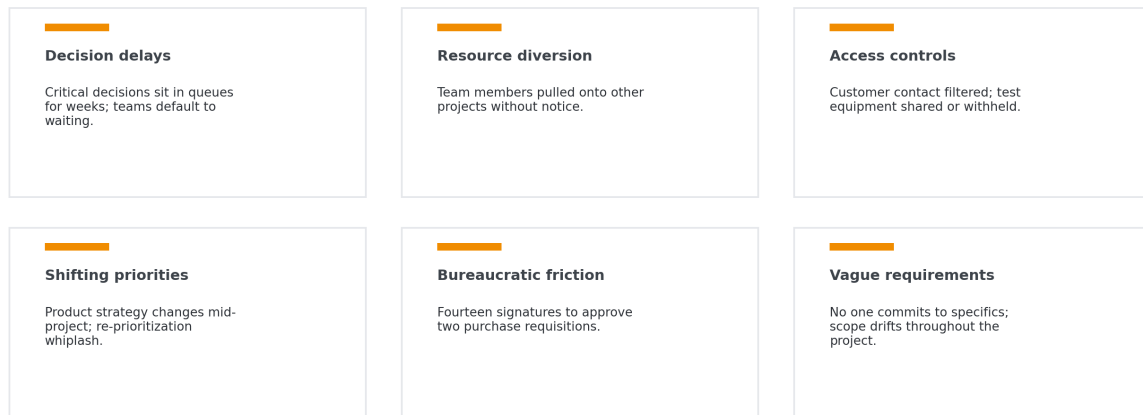 Decision delays
Critical decisions sit in queues
for weeks; teams default to
waiting.
Resource diversion
Team members pulled onto other
projects without notice.
Access controls
Customer contact filtered; test
equipment shared or withheld.
Shifting priorities
Product strategy changes mid-
project; re-prioritization
whiplash.
Bureaucratic friction
Fourteen signatures to approve
two purchase requisitions.
Vague requirements
No one commits to specifics;
scope drifts throughout the
project.